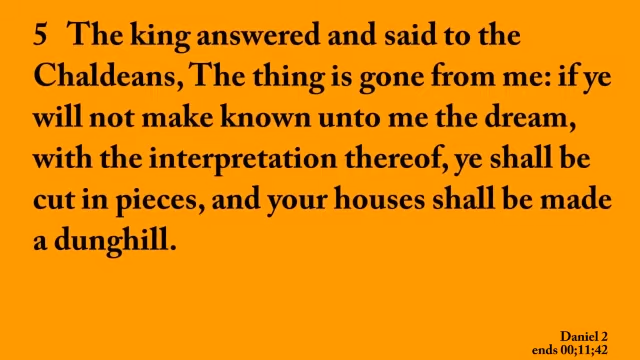 5 The king answered and said to the
Chaldeans, The thing is gone from me: if ye
will not make known unto me the dream,
with the interpretation thereof, ye shall be
cut in pieces, and your houses shall be made
a dunghill.
Daniel 2
ends 00;11;42